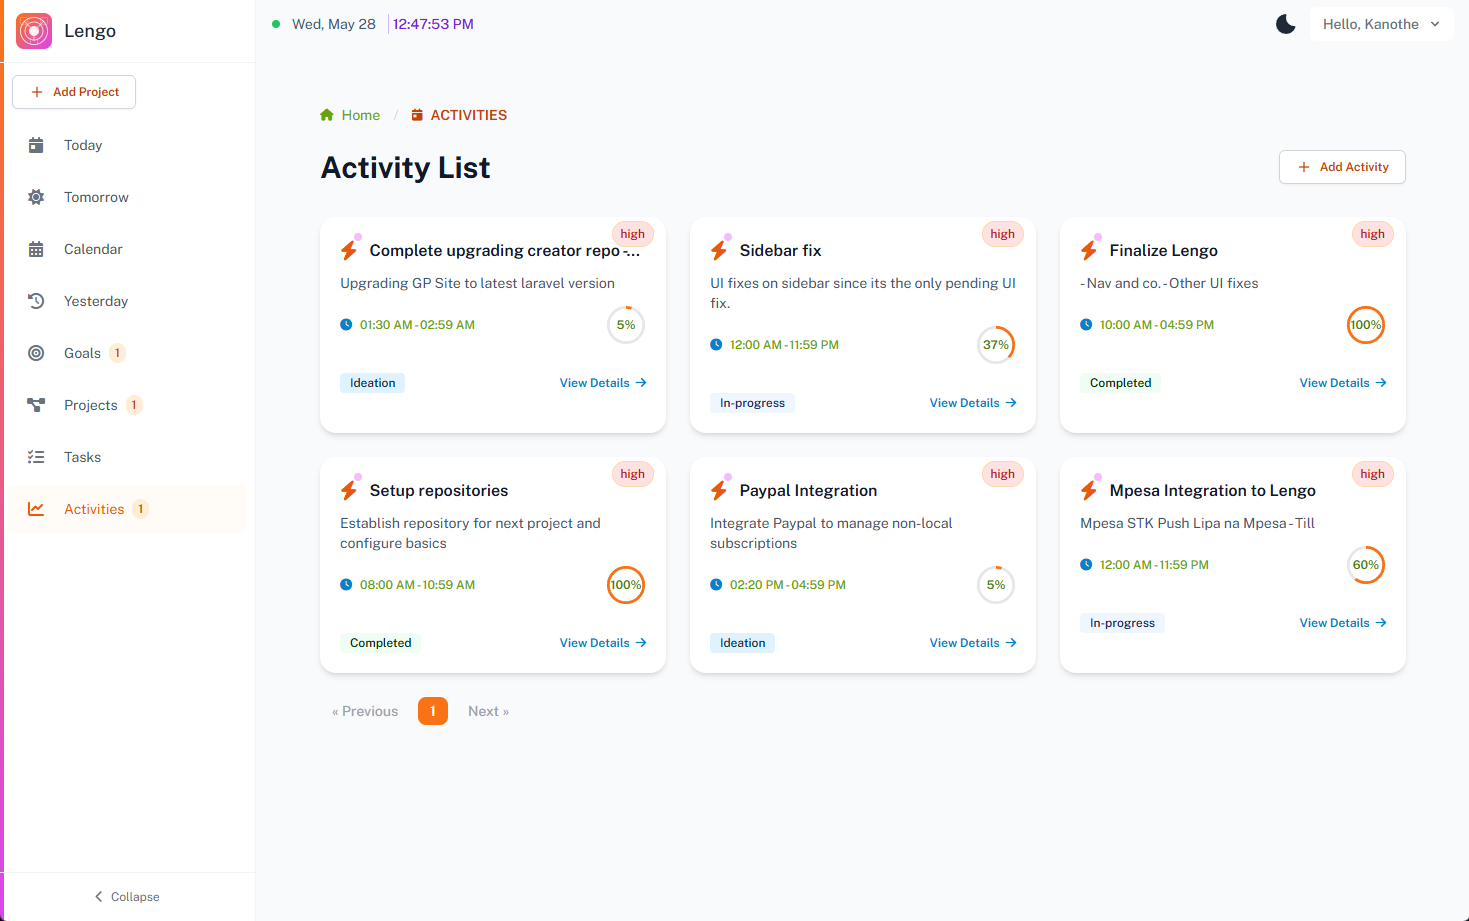 Lengo
Wed, May 28
12:47:53 PM
Hello, Kanothe
Add Project
Today
Tomorrow
Calendar
Yesterday
Goals 1
Projects 1
Tasks
Activities 1
Collapse
Home / ACTIVITIES
Activity List
Add Activity
high
Complete upgrading creator repo -...
Upgrading GP Site to latest laravel version
01:30 AM - 02:59 AM
5%
Ideation
View Details
high
Sidebar fix
UI fixes on sidebar since its the only pending UI
fix.
12:00 AM - 11:59 PM
37%
In-progress
View Details
high
Finalize Lengo
- Nav and co. - Other UI fixes
10:00 AM - 04:59 PM
100%
Completed
View Details
high
Setup repositories
Establish repository for next project and
configure basics
08:00 AM - 10:59 AM
100%
Completed
View Details
high
Paypal Integration
Integrate Paypal to manage non-local
subscriptions
02:20 PM - 04:59 PM
5%
Ideation
View Details
high
Mpesa Integration to Lengo
Mpesa STK Push Lipa na Mpesa - Till
12:00 AM - 11:59 PM
60%
In-progress
View Details
« Previous 1 Next »